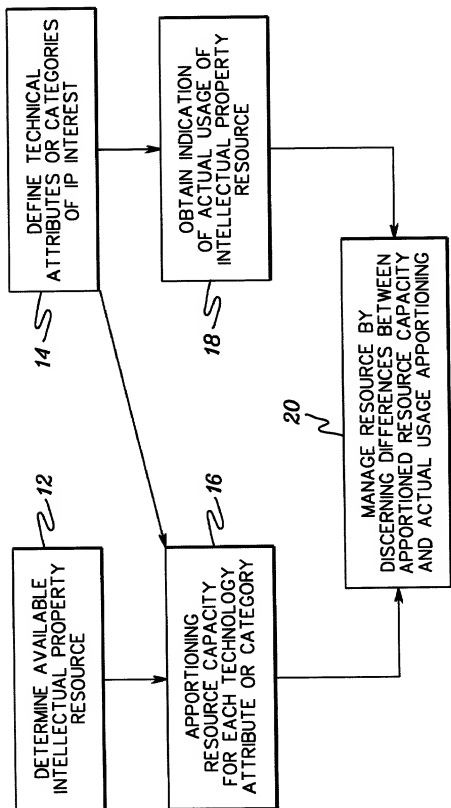 DETERMINE AVAILABLE
INTELLECTUAL PROPERTY
RESOURCE
12
DEFINE TECHNICAL
ATTRIBUTES OR CATEGORIES
OF IP INTEREST
14
APPORTIONING
RESOURCE CAPACITY
FOR EACH TECHNOLOGY
ATTRIBUTE OR CATEGORY
16
OBTAIN INDICATION
OF ACTUAL USAGE OF
INTELLECTUAL PROPERTY
RESOURCE
18
20
MANAGE RESOURCE BY
DISCERNING DIFFERENCES BETWEEN
APPORTIONED RESOURCE CAPACITY
AND ACTUAL USAGE APPORTIONING